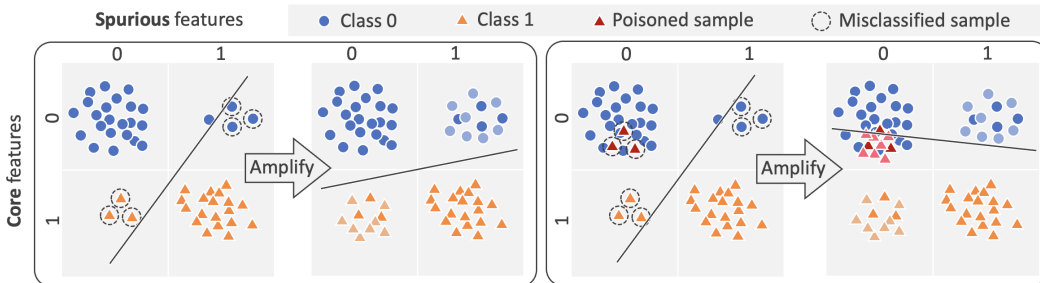 Spurious features
Class 0
Class 1
Poisoned sample
Misclassified sample
0 1 0 1
0 1 0 1
Core features
0
1
Amplify
0
1
Amplify